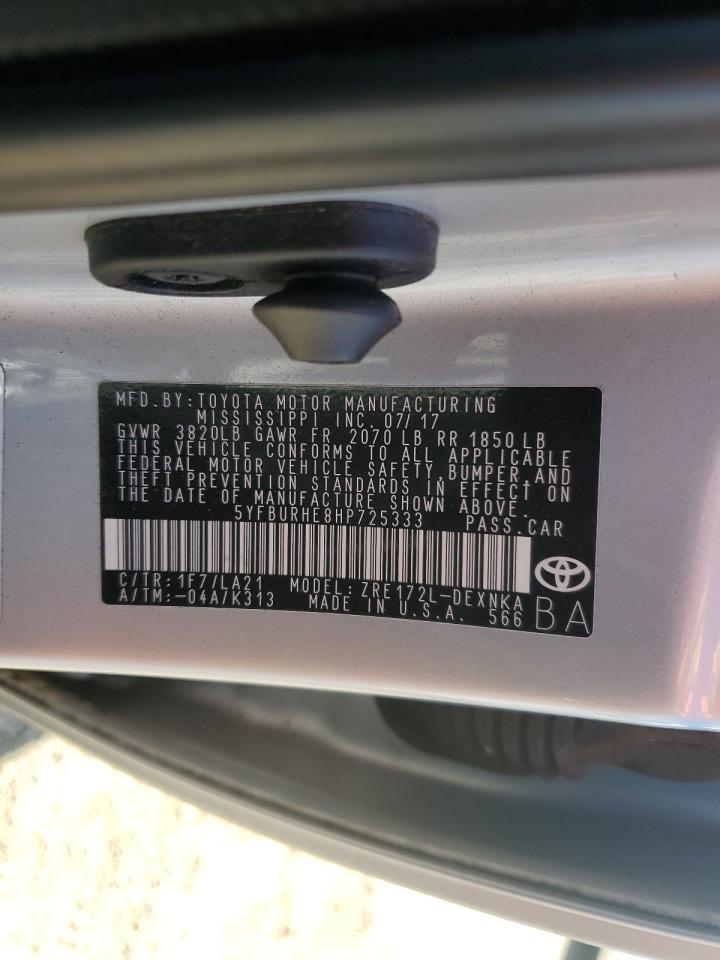 MFD. BY: TOYOTA MOTOR MANUFACTURING
MISSISSIPPI INC. 07/17
GVWR 3820LB GAWR FR 2070 LB RR 1850 LB
THIS VEHICLE CONFORMS TO ALL APPLICABLE
FEDERAL MOTOR VEHICLE SAFETY, BUMPER, AND
THEFT PREVENTION STANDARDS IN EFFECT ON
THE DATE OF MANUFACTURE SHOWN ABOVE.
5YFBURHE8HP725333 PASS. CAR
C/TR: 1F7/LA21 MODEL: ZRE172L-DEXNKA
A/TM: -04A/K313 MADE IN U.S.A. 566
BA